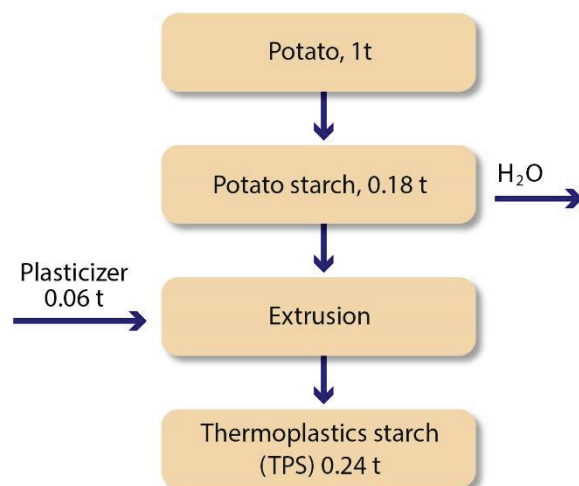 Potato, 1t
Potato starch, 0.18 t
H₂O
Plasticizer
0.06 t
Extrusion
Thermoplastics starch
(TPS) 0.24 t